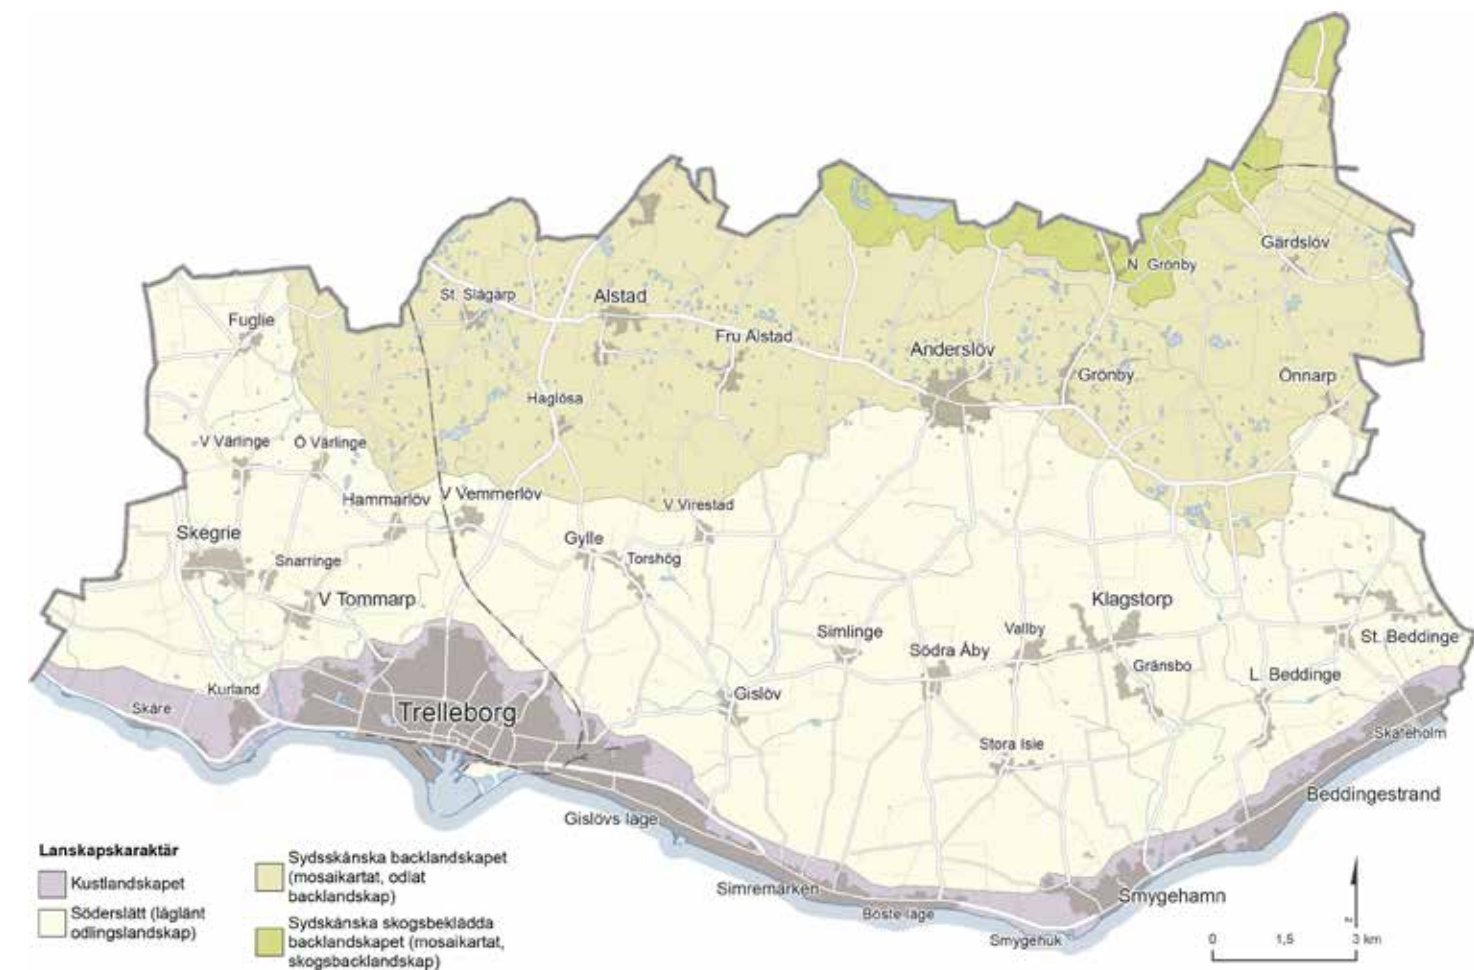 Gärdslöv
N Grönby
St. Slågarp
Alstad
Fuglie
Fru Alstad
Anderslöv
Grönby
Önnarp
Haglösa
V Värlinge
Ö Värlinge
Hammarlöv
V Vemmerlöv
V Virestad
Skegrie
Gylle
Torshög
Snarringe
V Tommarp
Klagstorp
Simlinge
Vallby
St. Beddinge
Södra Åby
Gränsbo
L. Beddinge
Kurland
Gislöv
Skåre
Trelleborg
Skateholm
Stora Isie
Beddingestrand
Gislövs läge
Simremarken
Smygehamn
Böste läge
Smygehuk
Lanskapskaraktär
Kustlandskapet
Söderslätt (låglänt
odlingslandskap)
Sydsskånska backlandskapet
(mosaikartat, odlat
backlandskap)
Sydskånska skogsbeklädda
backlandskapet (mosaikartat,
skogsbacklandskap)
N
0 1,5 3 km